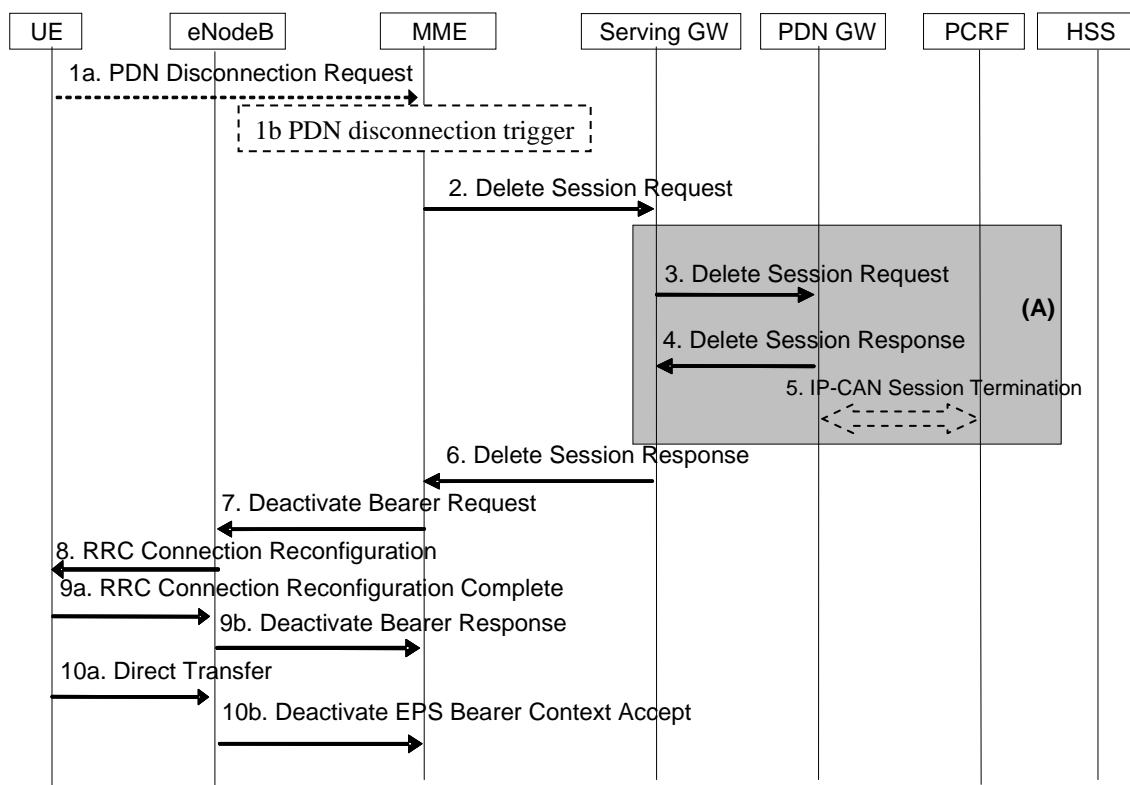 UE
eNodeB
MME
Serving GW
PDN GW
PCRF
HSS
1a. PDN Disconnection Request
1b PDN disconnection trigger
2. Delete Session Request
3. Delete Session Request
(A)
4. Delete Session Response
5. IP-CAN Session Termination
6. Delete Session Response
7. Deactivate Bearer Request
8. RRC Connection Reconfiguration
9a. RRC Connection Reconfiguration Complete
9b. Deactivate Bearer Response
10a. Direct Transfer
10b. Deactivate EPS Bearer Context Accept